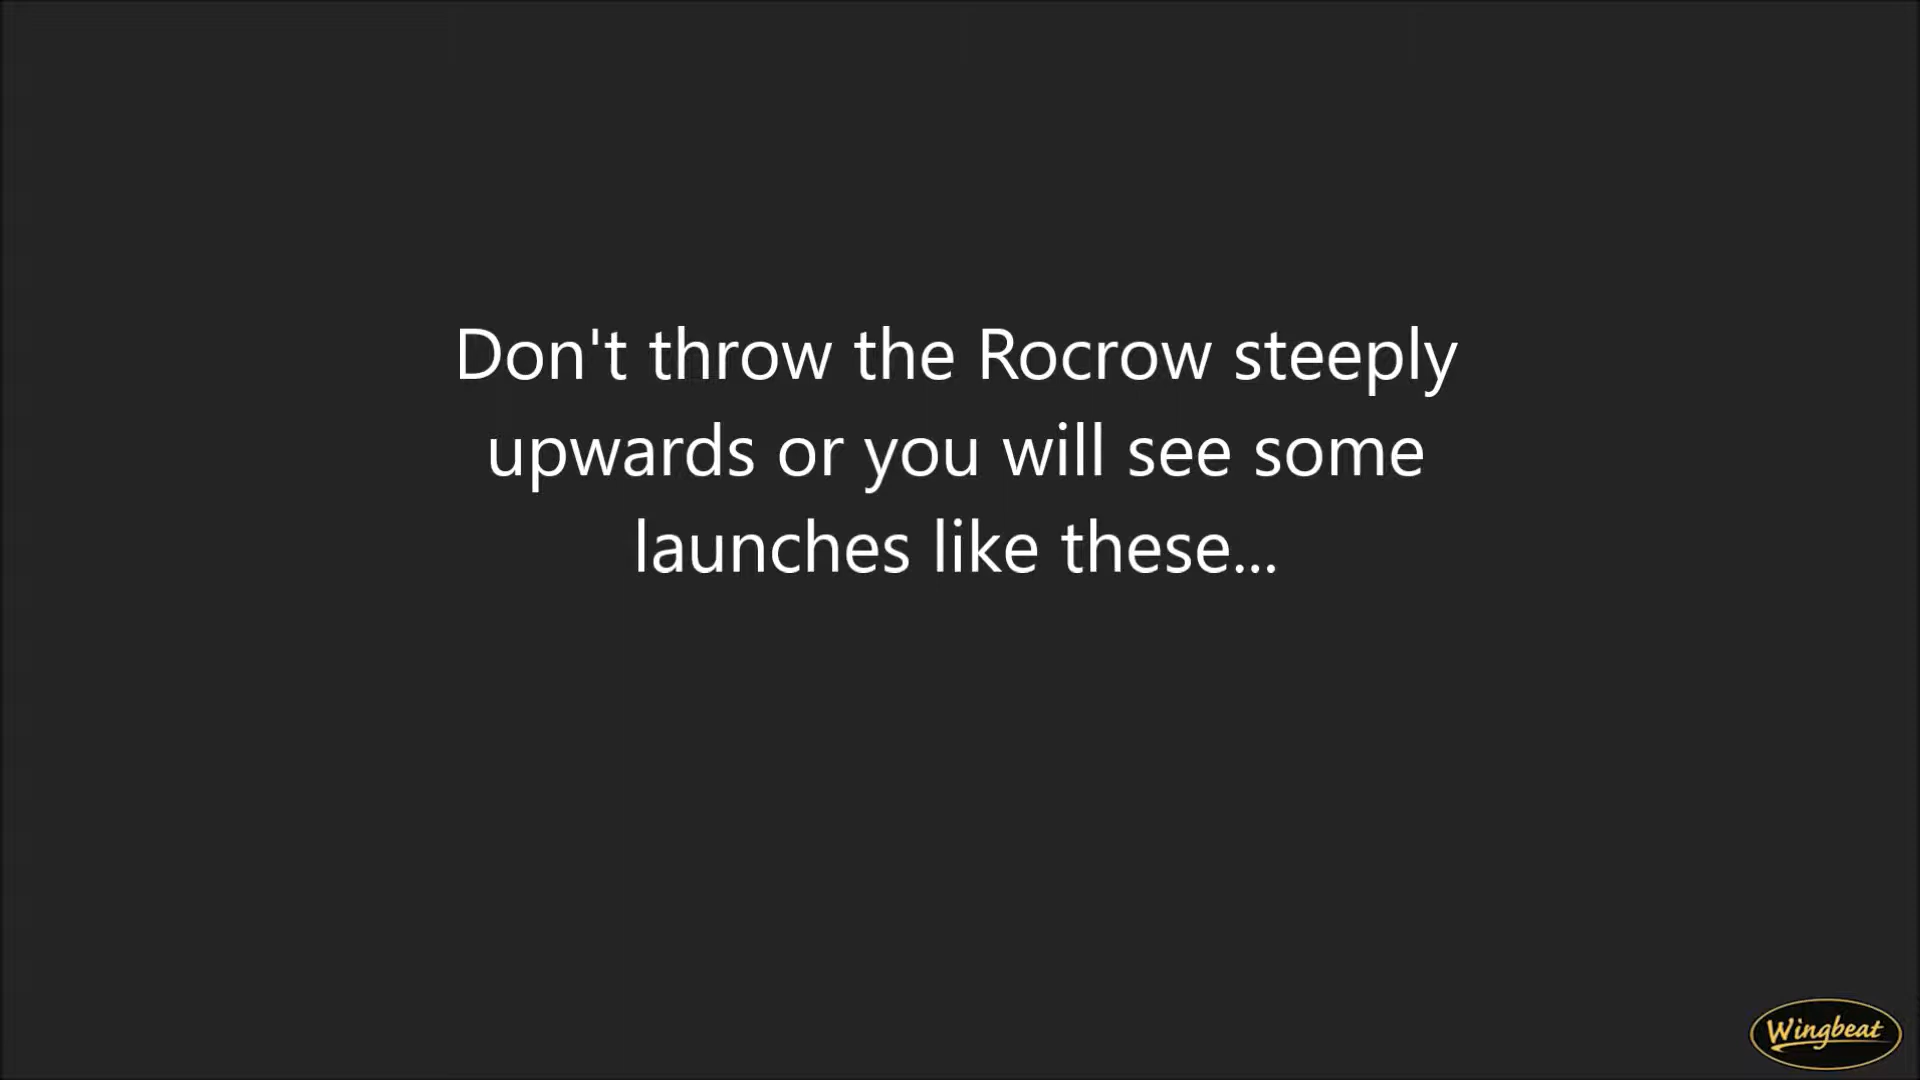 Don't throw the Rocrow steeply
upwards or you will see some
launches like these...
Wingbeat